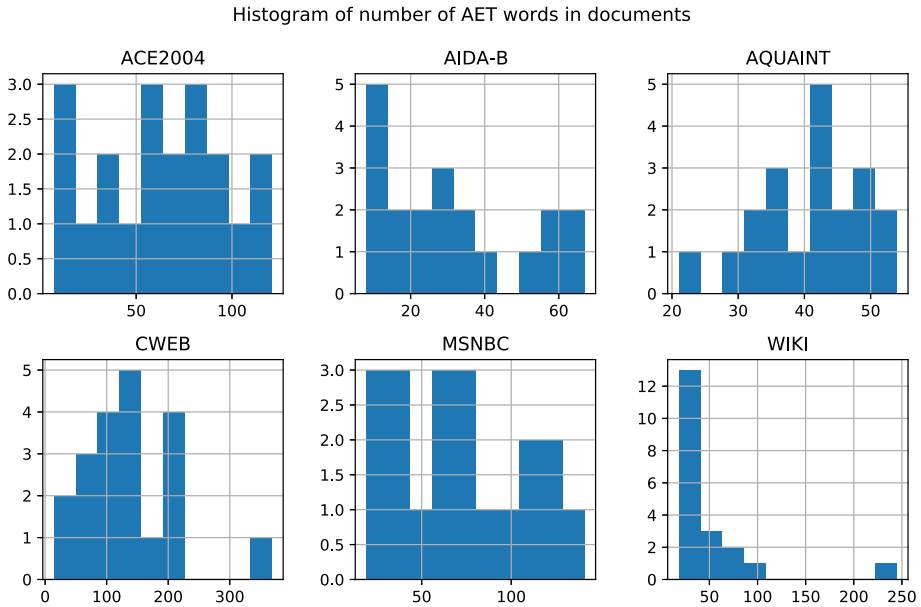 Histogram of number of AET words in documents
ACE2004 AIDA-B AQUAINT
3.0 5 5
2.5 4 4
2.0 3 3
1.5 2 2
1.0 1 1
0.5
0.0 0 0
50 100 20 40 60 20 30 40 50
CWEB MSNBC WIKI
5 3.0 12
4 2.5 10
3 2.0 8
2 1.5 6
1 1.0 4
0.5 2
0 0.0 0
0 100 200 300 50 100 50 100 150 200 250